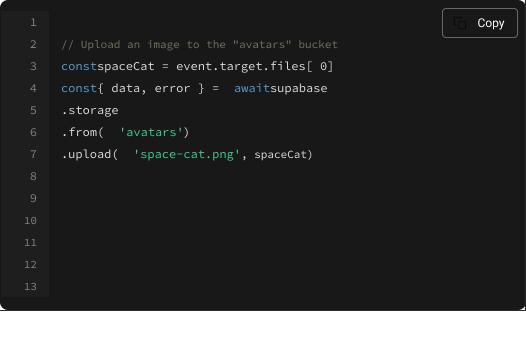 Copy
1
2 // Upload an image to the "avatars" bucket
3 constspaceCat = event.target.files[ 0]
4 const{ data, error } =  awaitsupabase
5 .storage
6 .from(  'avatars')
7 .upload(  'space-cat.png', spaceCat)
8
9
10
11
12
13